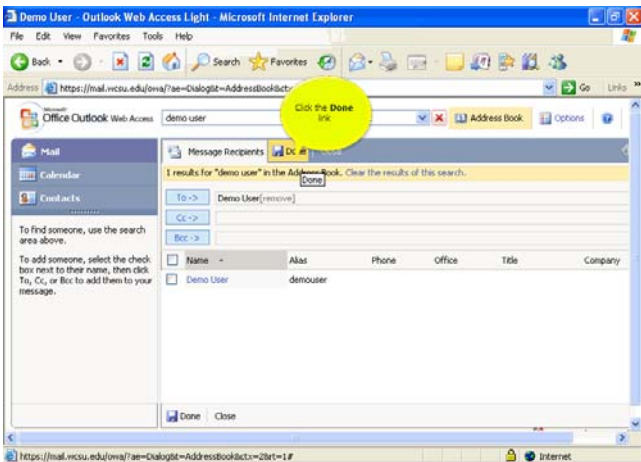 Demo User - Outlook Web Access Light - Microsoft Internet Explorer
File Edit View Favorites Tools Help
Back Search Favorites
Address https://mail.wcsu.edu/owa/?ae=Dialog&t=AddressBook&ct Go Links »
Click the Done
link
Microsoft
Office Outlook Web Access demo user Address Book Options
Mail Message Recipients Do
Calendar 1 results for "demo user" in the Address Book. Clear the results of this search.
Done
Contacts To -> Demo User[remove]
Cc ->
Bcc ->
To find someone, use the search
area above.
To add someone, select the check
box next to their name, then click
To, Cc, or Bcc to add them to your
message.
Name Alias Phone Office Title Company
Demo User demouser
Done Close
https://mail.wcsu.edu/owa/?ae=Dialog&t=AddressBook&ctx=2&rt=1# Internet